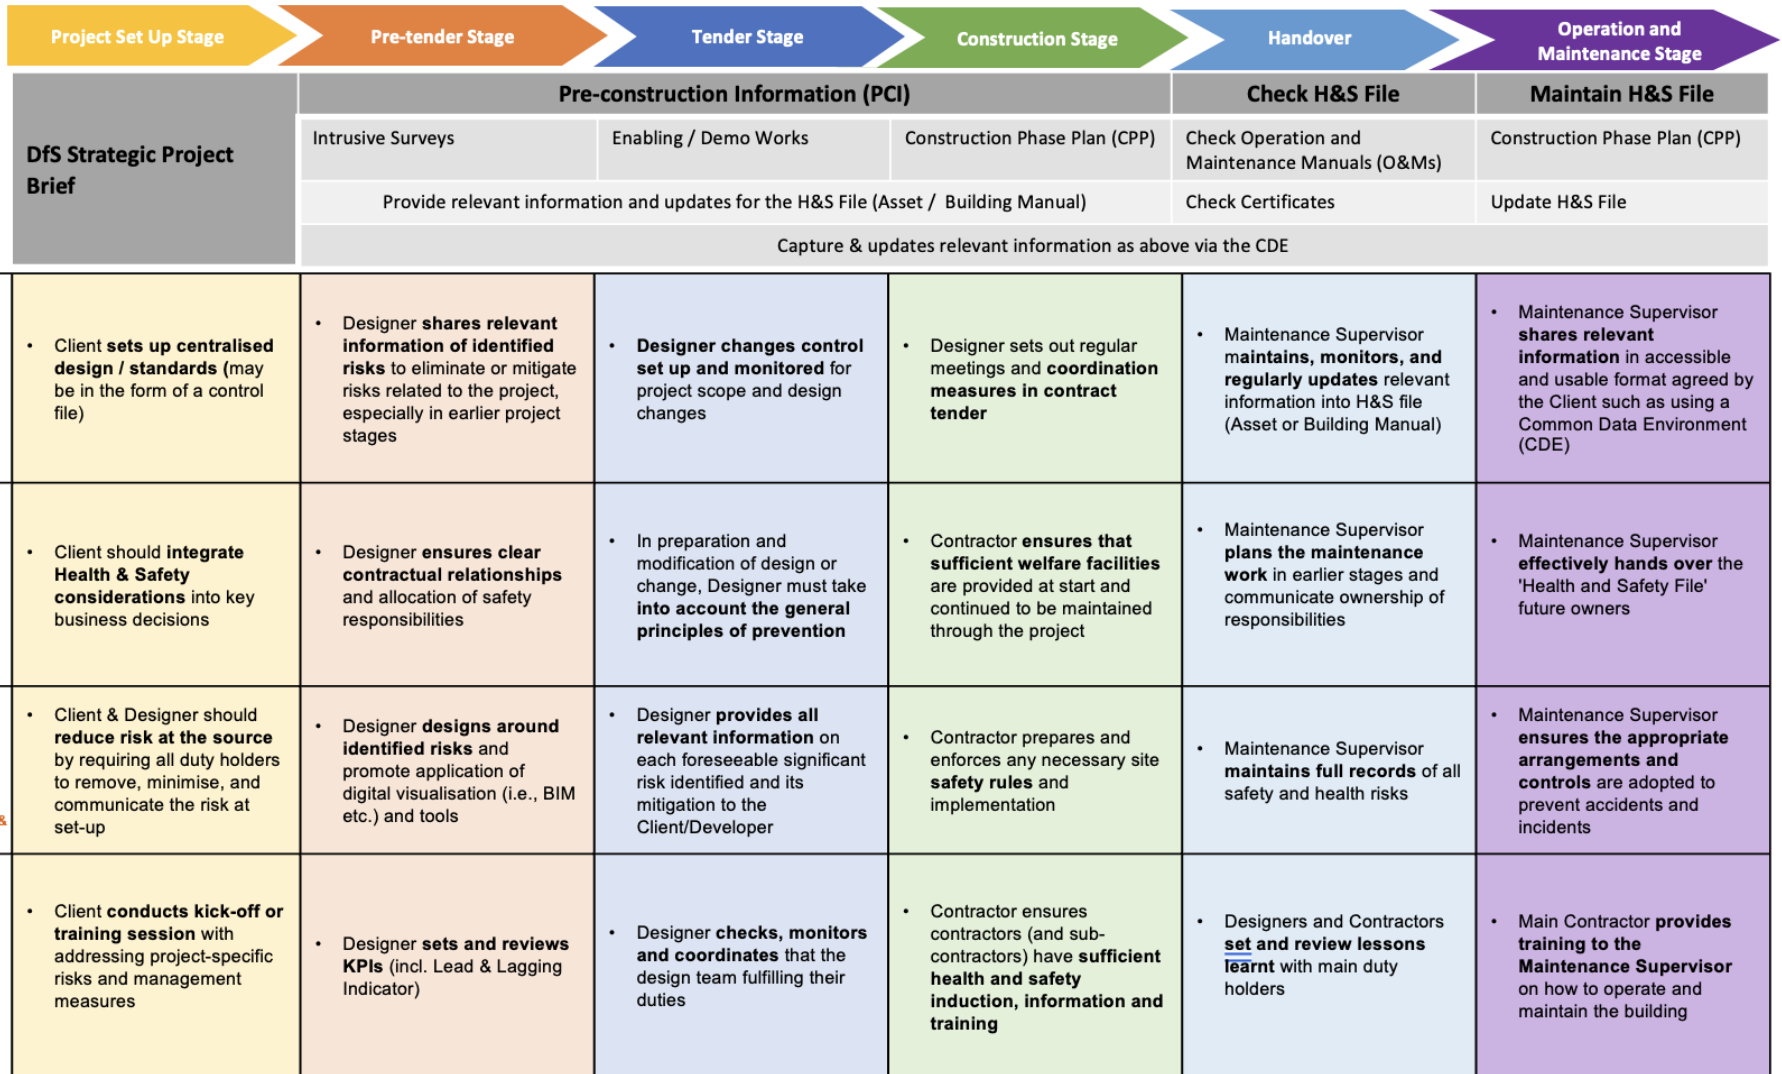 Project Set Up Stage
Pre-tender Stage
Tender Stage
Construction Stage
Handover
Operation and
Maintenance Stage
DfS Strategic Project
Brief
Pre-construction Information (PCI)
Check H&S File
Maintain H&S File
Intrusive Surveys
Enabling / Demo Works
Construction Phase Plan (CPP)
Check Operation and
Maintenance Manuals (O&Ms)
Construction Phase Plan (CPP)
Provide relevant information and updates for the H&S File (Asset / Building Manual)
Check Certificates
Update H&S File
Capture & updates relevant information as above via the CDE
• Client sets up centralised
design / standards (may
be in the form of a control
file)
• Designer shares relevant
information of identified
risks to eliminate or mitigate
risks related to the project,
especially in earlier project
stages
• Designer changes control
set up and monitored for
project scope and design
changes
• Designer sets out regular
meetings and coordination
measures in contract
tender
• Maintenance Supervisor
maintains, monitors, and
regularly updates relevant
information into H&S file
(Asset or Building Manual)
• Maintenance Supervisor
shares relevant
information in accessible
and usable format agreed by
the Client such as using a
Common Data Environment
(CDE)
• Client should integrate
Health & Safety
considerations into key
business decisions
• Designer ensures clear
contractual relationships
and allocation of safety
responsibilities
• In preparation and
modification of design or
change, Designer must take
into account the general
principles of prevention
• Contractor ensures that
sufficient welfare facilities
are provided at start and
continued to be maintained
through the project
• Maintenance Supervisor
plans the maintenance
work in earlier stages and
communicate ownership of
responsibilities
• Maintenance Supervisor
effectively hands over the
'Health and Safety File'
future owners
• Client & Designer should
reduce risk at the source
by requiring all duty holders
to remove, minimise, and
communicate the risk at
set-up
• Designer designs around
identified risks and
promote application of
digital visualisation (i.e., BIM
etc.) and tools
• Designer provides all
relevant information on
each foreseeable significant
risk identified and its
mitigation to the
Client/Developer
• Contractor prepares and
enforces any necessary site
safety rules and
implementation
• Maintenance Supervisor
maintains full records of all
safety and health risks
• Maintenance Supervisor
ensures the appropriate
arrangements and
controls are adopted to
prevent accidents and
incidents
&
• Client conducts kick-off or
training session with
addressing project-specific
risks and management
measures
• Designer sets and reviews
KPIs (incl. Lead & Lagging
Indicator)
• Designer checks, monitors
and coordinates that the
design team fulfilling their
duties
• Contractor ensures
contractors (and sub-
contractors) have sufficient
health and safety
induction, information and
training
• Designers and Contractors
set and review lessons
learnt with main duty
holders
• Main Contractor provides
training to the
Maintenance Supervisor
on how to operate and
maintain the building